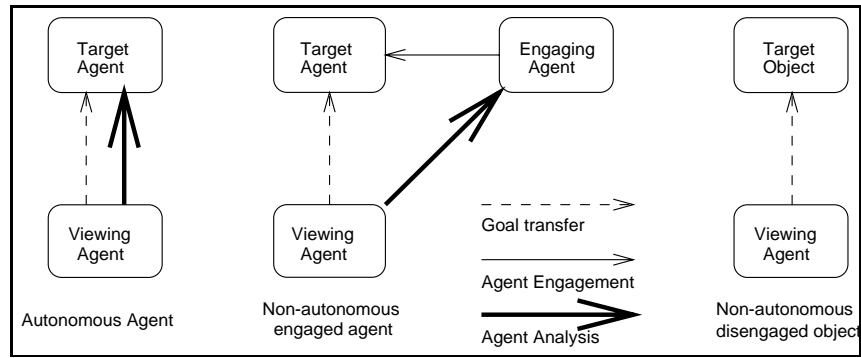 Target
Agent
Viewing
Agent
Autonomous Agent
Target
Agent
Engaging
Agent
Viewing
Agent
Non-autonomous
engaged agent
Goal transfer
Agent Engagement
Agent Analysis
Target
Object
Viewing
Agent
Non-autonomous
disengaged object